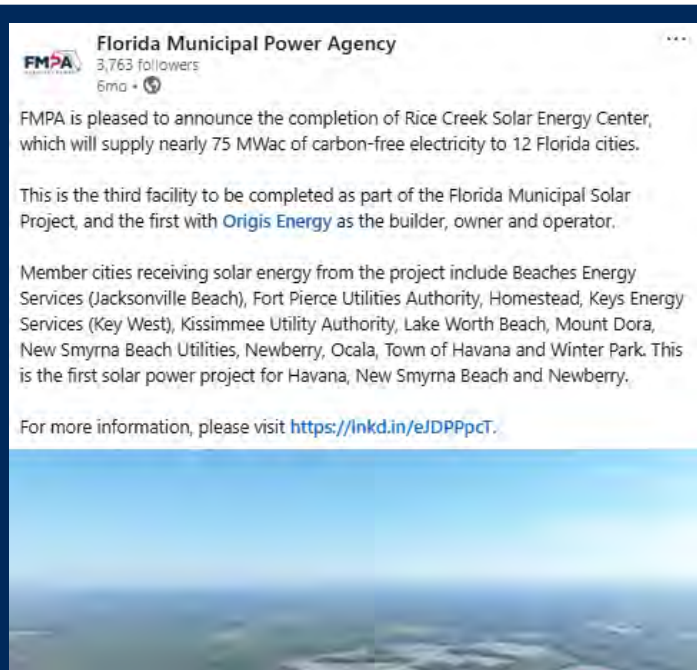 FMPA
Florida Municipal Power Agency
3,763 followers
6mo •
FMPA is pleased to announce the completion of Rice Creek Solar Energy Center,
which will supply nearly 75 MWac of carbon-free electricity to 12 Florida cities.
This is the third facility to be completed as part of the Florida Municipal Solar
Project, and the first with Origis Energy as the builder, owner and operator.
Member cities receiving solar energy from the project include Beaches Energy
Services (Jacksonville Beach), Fort Pierce Utilities Authority, Homestead, Keys Energy
Services (Key West), Kissimmee Utility Authority, Lake Worth Beach, Mount Dora,
New Smyrna Beach Utilities, Newberry, Ocala, Town of Havana and Winter Park. This
is the first solar power project for Havana, New Smyrna Beach and Newberry.
For more information, please visit https://lnkd.in/eJDPPpcT.